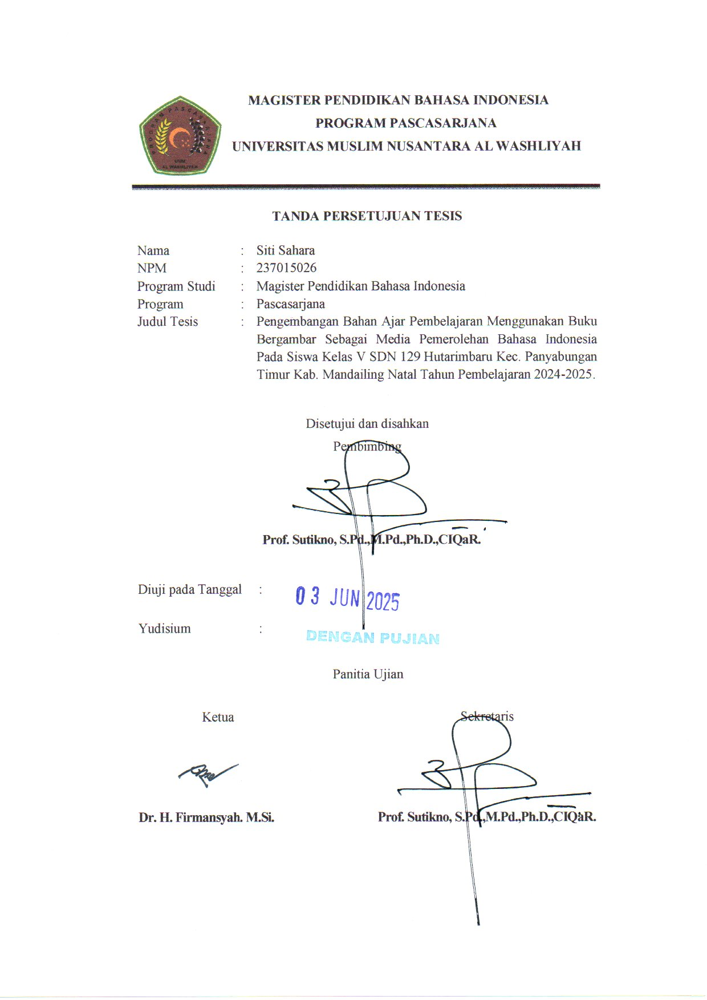 PROGRAM PASCASARJANA
UMN
AL WASHLIYAH
MAGISTER PENDIDIKAN BAHASA INDONESIA
PROGRAM PASCASARJANA
UNIVERSITAS MUSLIM NUSANTARA AL WASHLIYAH
TANDA PERSETUJUAN TESIS
Nama : Siti Sahara
NPM : 237015026
Program Studi : Magister Pendidikan Bahasa Indonesia
Program : Pascasarjana
Judul Tesis : Pengembangan Bahan Ajar Pembelajaran Menggunakan Buku
Bergambar Sebagai Media Pemerolehan Bahasa Indonesia
Pada Siswa Kelas V SDN 129 Hutarimbaru Kec. Panyabungan
Timur Kab. Mandailing Natal Tahun Pembelajaran 2024-2025.
Disetujui dan disahkan
Pembimbing
Prof. Sutikno, S.Pd.,M.Pd.,Ph.D.,CIQaR.
Diuji pada Tanggal : 03 JUN 2025
Yudisium : DENGAN PUJIAN
Panitia Ujian
Ketua Sekretaris
Dr. H. Firmansyah. M.Si. Prof. Sutikno, S.Pd.,M.Pd.,Ph.D.,CIQaR.